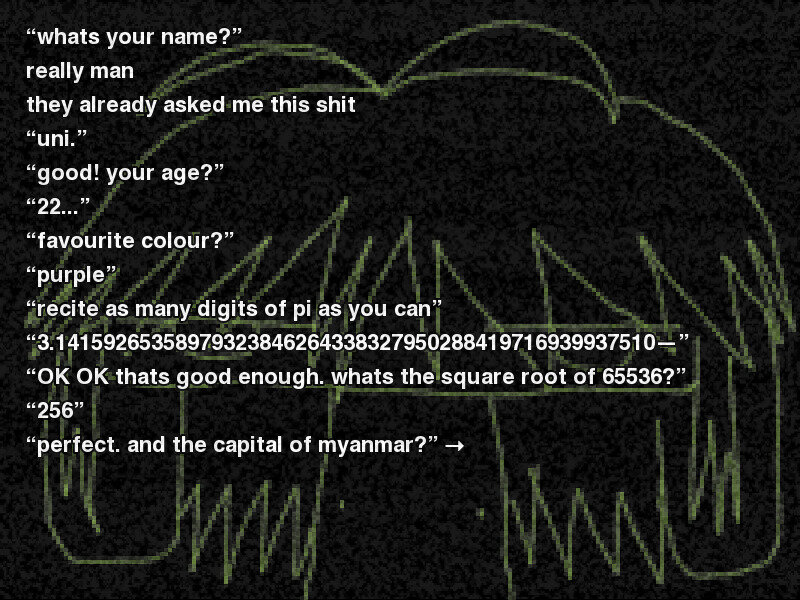 “whats your name?”
really man
they already asked me this shit
“uni.”
“good! your age?”
“22...”
“favourite colour?”
“purple”
“recite as many digits of pi as you can”
“3.14159265358979323846264338327950288419716939937510—”
“OK OK thats good enough. whats the square root of 65536?”
“256”
“perfect. and the capital of myanmar?” →